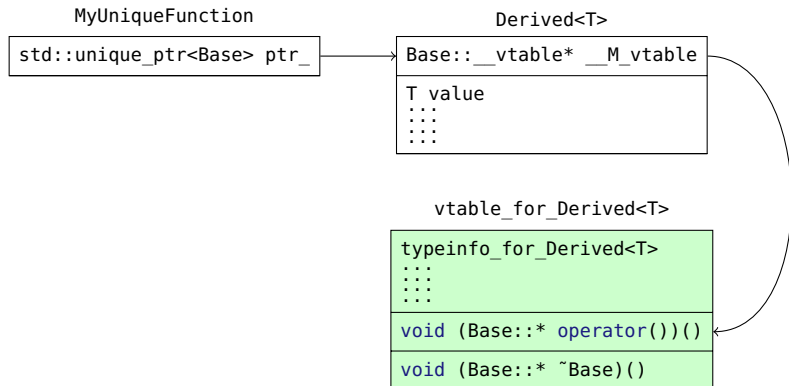 MyUniqueFunction
std::unique_ptr<Base> ptr_
Derived<T>
Base::__vtable* __M_vtable
T value
...
...
...
...
vtable_for_Derived<T>
typeinfo_for_Derived<T>
...
...
...
...
void (Base::* operator())()
void (Base::* ~Base)()